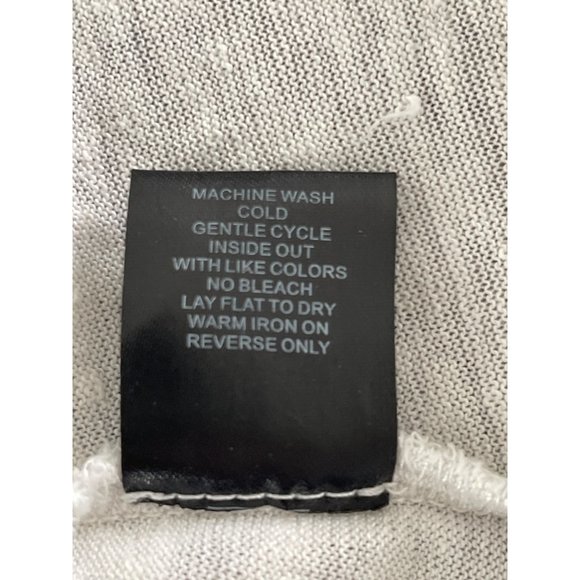 MACHINE WASH
COLD
GENTLE CYCLE
INSIDE OUT
WITH LIKE COLORS
NO BLEACH
LAY FLAT TO DRY
WARM IRON ON
REVERSE ONLY